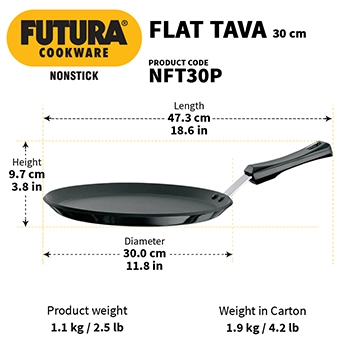 FUTURA®
COOKWARE
NONSTICK
FLAT TAVA 30 cm
PRODUCT CODE
NFT30P
Length
47.3 cm
18.6 in
Height
9.7 cm
3.8 in
Diameter
30.0 cm
11.8 in
Product weight
1.1 kg / 2.5 lb
Weight in Carton
1.9 kg / 4.2 lb